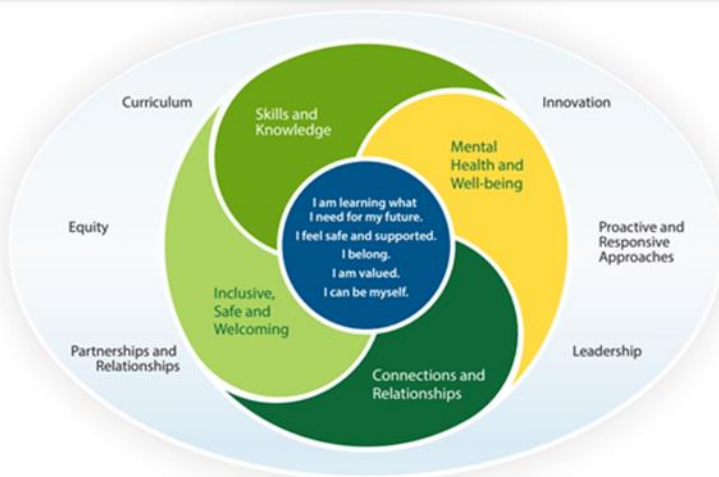 Curriculum
Innovation
Skills and
Knowledge
Mental
Health and
Well-being
I am learning what
I need for my future.
I feel safe and supported.
I belong.
I am valued.
I can be myself.
Equity
Proactive and
Responsive
Approaches
Inclusive,
Safe and
Welcoming
Partnerships and
Relationships
Connections and
Relationships
Leadership